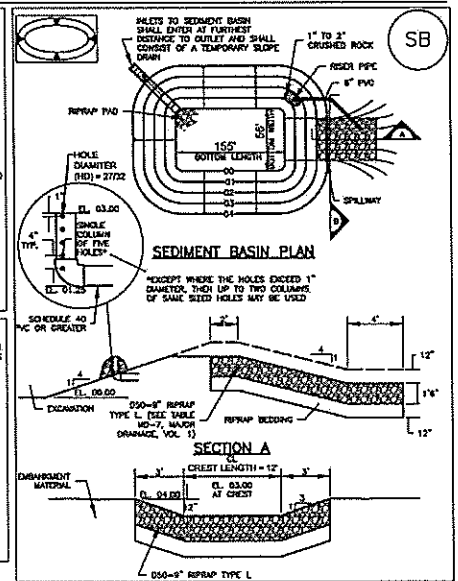 INLETS TO SEDIMENT BASIN
SHALL ENTER AT FURTHEST
DISTANCE TO OUTLET AND SHALL
CONSIST OF A TEMPORARY SLOPE
DRAIN
1" TO 2"
CRUSHED ROCK
SB
RISER PIPE
6" PVC
RIPRAP PAD
A
155'
BOTTOM LENGTH
BOTTOM WIDTH
HOLE
DIAMITER
(HD) = 27/32
00
01
02
03
04
SPILLWAY
B
1"
EL. 03.00
4"
TYP.
SINGLE
COLUMN
OF FIVE
HOLES*
SEDIMENT BASIN PLAN
EL. 01.25
*EXCEPT WHERE THE HOLES EXCEED 1"
DIAMETER, THEN UP TO TWO COLUMNS
OF SAME SIZED HOLES MAY BE USED
SCHEDULE 40
PVC OR GREATER
2'
4'
4
1
4
1
12"
EXCAVATION
EL. 00.00
D50=9" RIPRAP
TYPE L. (SEE TABLE
MD-7, MAJOR
DRAINAGE, VOL. 1)
RIPRAP BEDDING
1'6"
12"
SECTION A
CL
CREST LENGTH = 12'
EMBANKMENT
MATERIAL
3'
3'
EL. 04.00
EL. 03.00
AT CREST
12"
3
1
D50=9" RIPRAP TYPE L